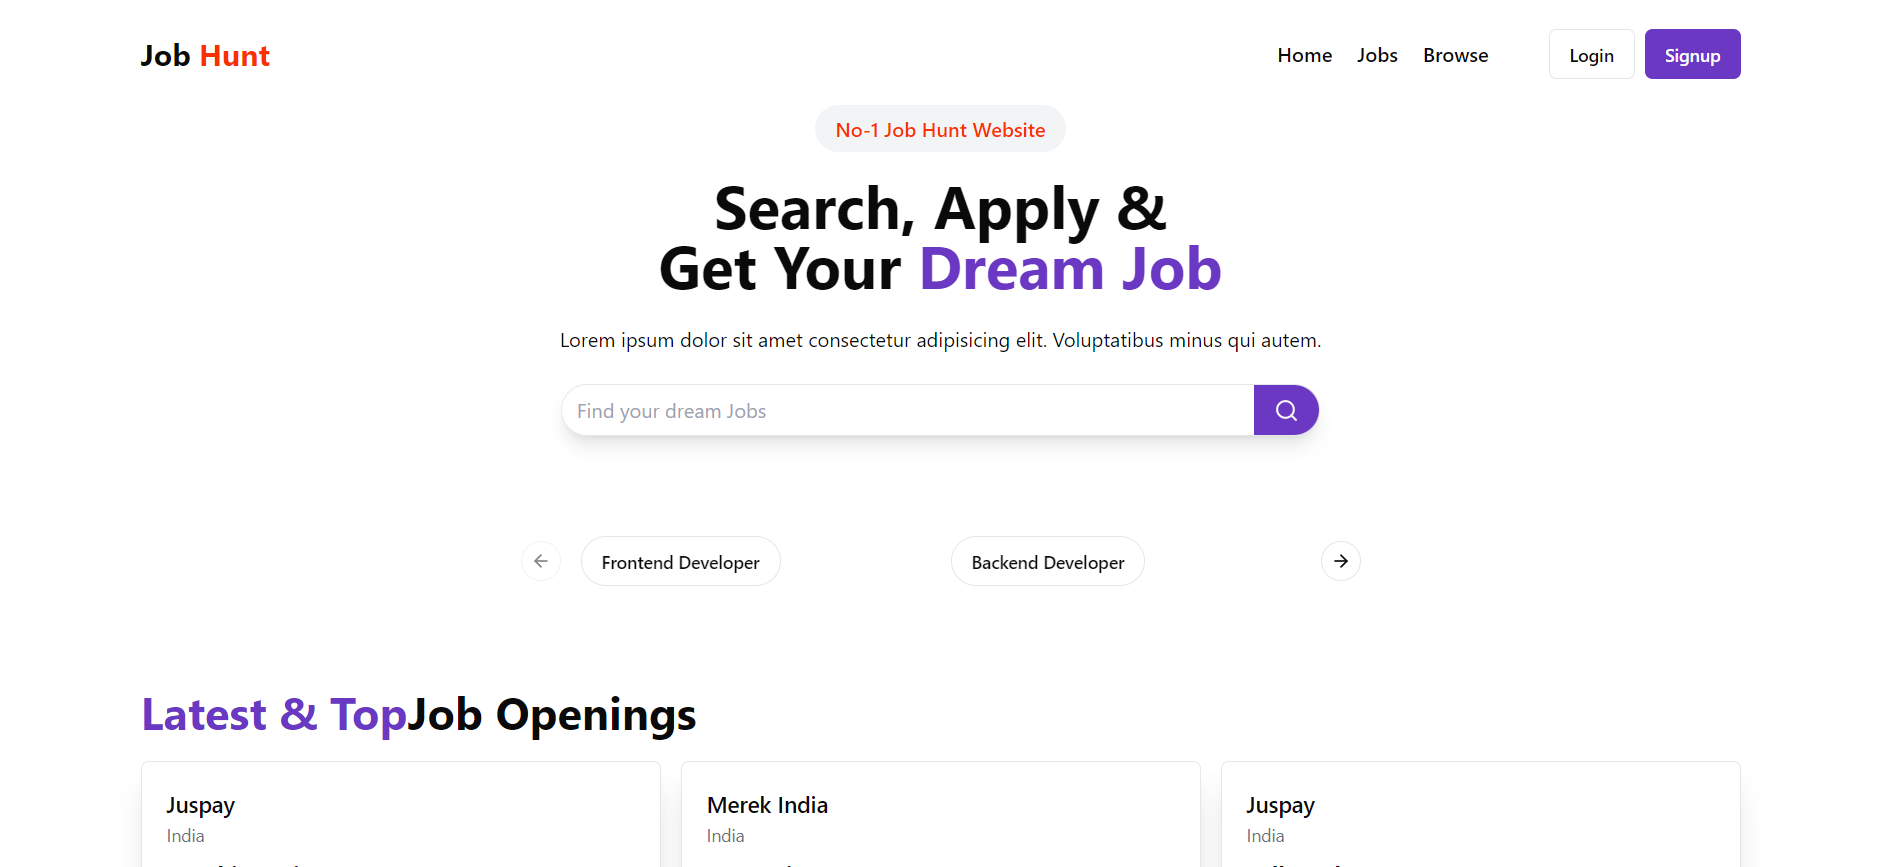 Job Hunt
Home Jobs Browse Login Signup
No-1 Job Hunt Website
Search, Apply &
Get Your Dream Job
Lorem ipsum dolor sit amet consectetur adipisicing elit. Voluptatibus minus qui autem.
Find your dream Jobs
Frontend Developer
Backend Developer
Latest & TopJob Openings
Juspay
India
Merek India
India
Juspay
India